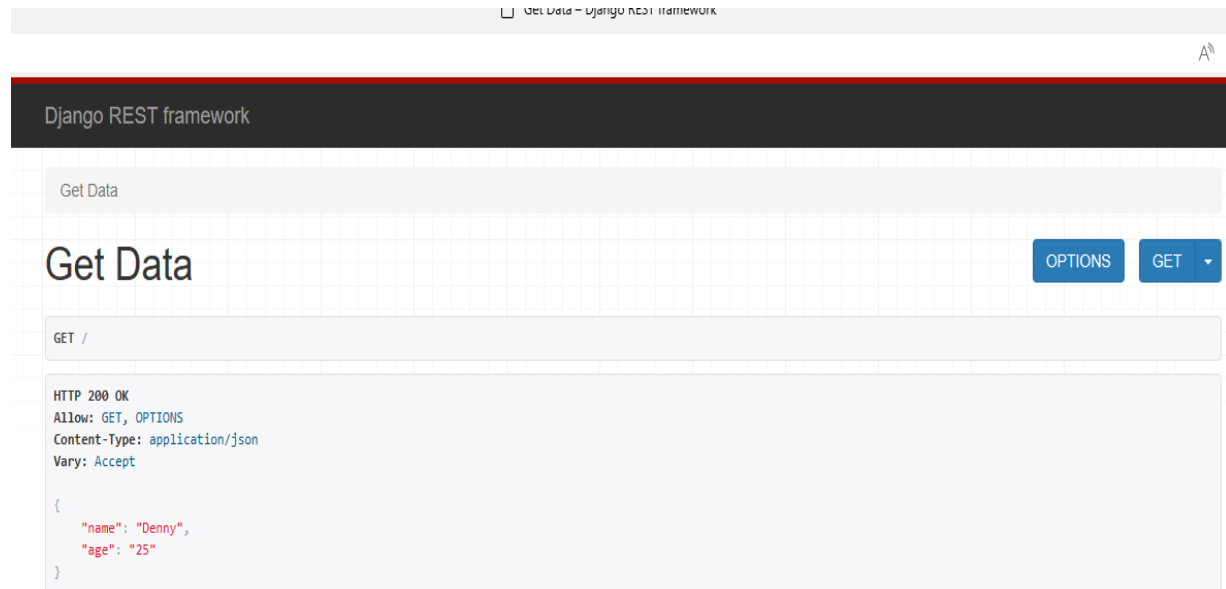 Get Data – Django REST framework
A
Django REST framework
Get Data
Get Data
OPTIONS GET
GET /
HTTP 200 OK
Allow: GET, OPTIONS
Content-Type: application/json
Vary: Accept
{
    "name": "Denny",
    "age": "25"
}